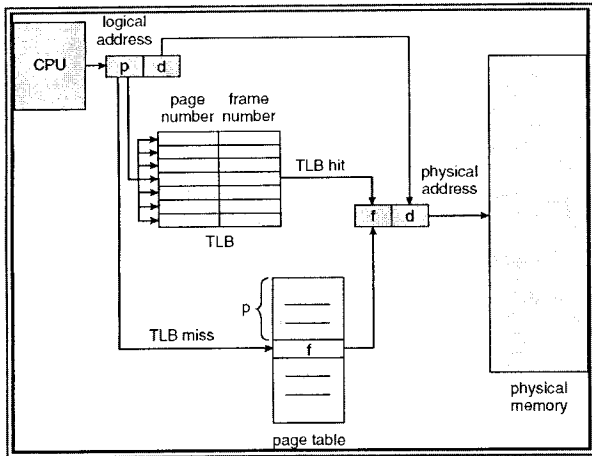 logical
address
CPU
p d
page
number
frame
number
TLB hit
physical
address
f d
TLB
p
TLB miss
f
physical
memory
page table